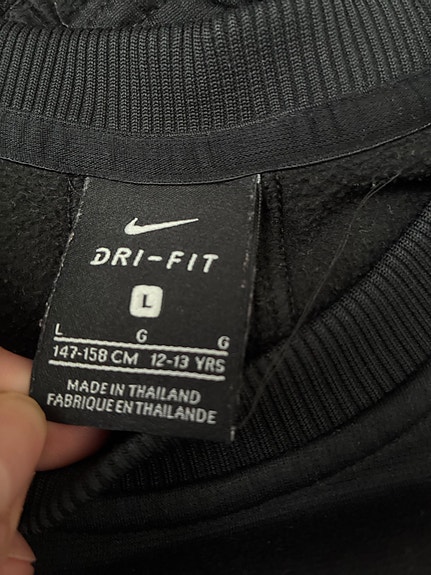 DRI-FIT
L
L G G
147-158 CM 12-13 YRS
MADE IN THAILAND
FABRIQUE EN THAILANDE